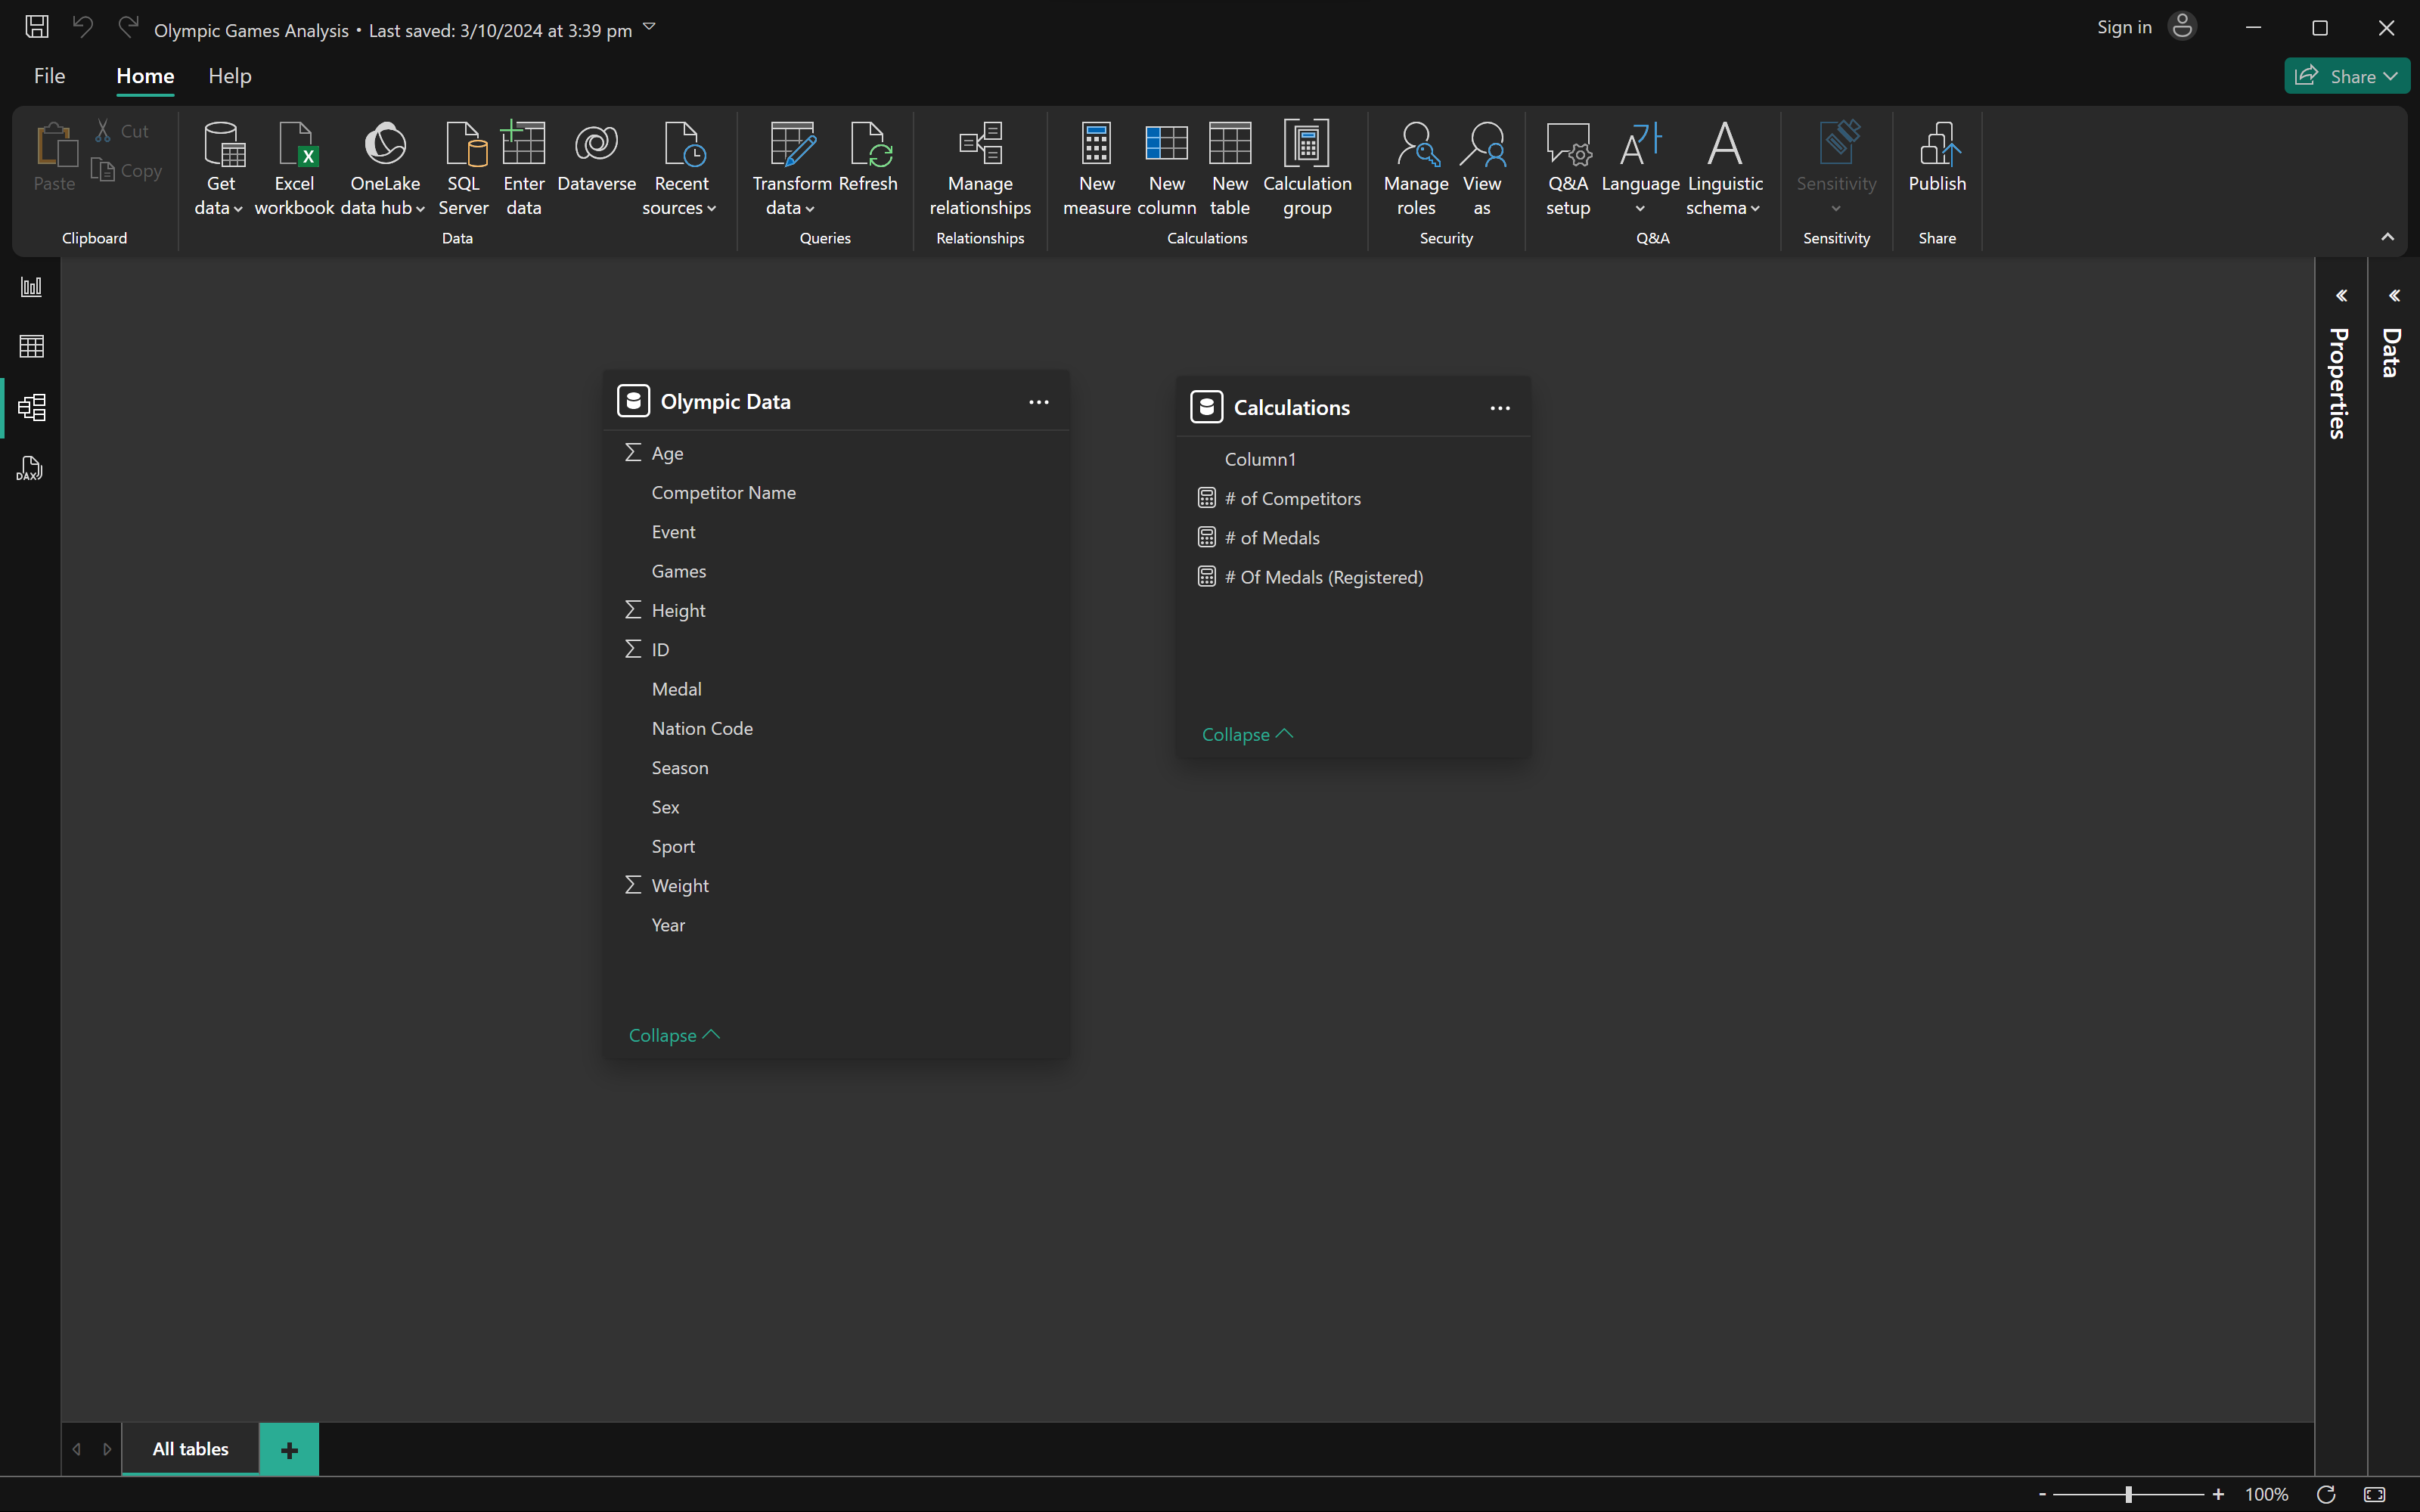 Olympic Games Analysis • Last saved: 3/10/2024 at 3:39 pm
Sign in
File
Home
Help
Share
Paste
Cut
Copy
Clipboard
Get
data
Excel
workbook
OneLake
data hub
SQL
Server
Enter
data
Dataverse
Recent
sources
Data
Transform
data
Refresh
Queries
Manage
relationships
Relationships
New
measure
New
column
New
table
Calculation
group
Calculations
Manage
roles
View
as
Security
Q&A
setup
Language
Linguistic
schema
Q&A
Sensitivity
Sensitivity
Publish
Share
DAX
Olympic Data
Age
Competitor Name
Event
Games
Height
ID
Medal
Nation Code
Season
Sex
Sport
Weight
Year
Collapse
Calculations
Column1
# of Competitors
# of Medals
# Of Medals (Registered)
Collapse
Properties
Data
All tables
100%